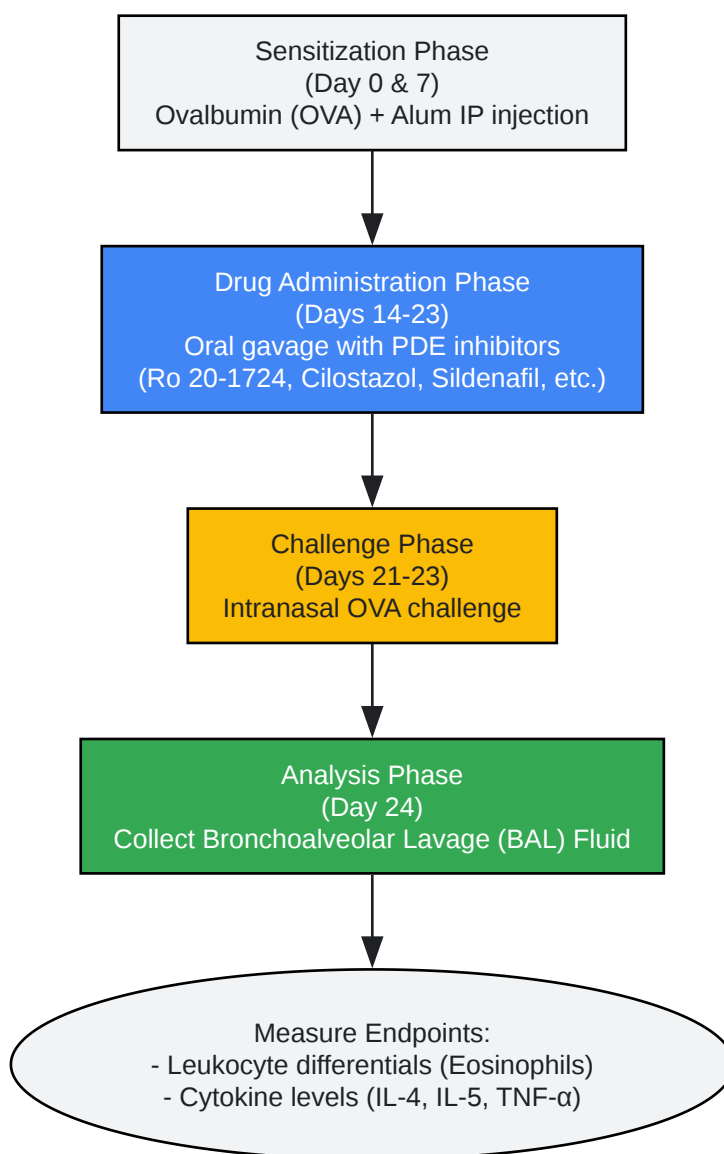 Sensitization Phase
(Day 0 & 7)
Ovalbumin (OVA) + Alum IP injection
Drug Administration Phase
(Days 14-23)
Oral gavage with PDE inhibitors
(Ro 20-1724, Cilostazol, Sildenafil, etc.)
Challenge Phase
(Days 21-23)
Intranasal OVA challenge
Analysis Phase
(Day 24)
Collect Bronchoalveolar Lavage (BAL) Fluid
Measure Endpoints:
- Leukocyte differentials (Eosinophils)
- Cytokine levels (IL-4, IL-5, TNF-α)